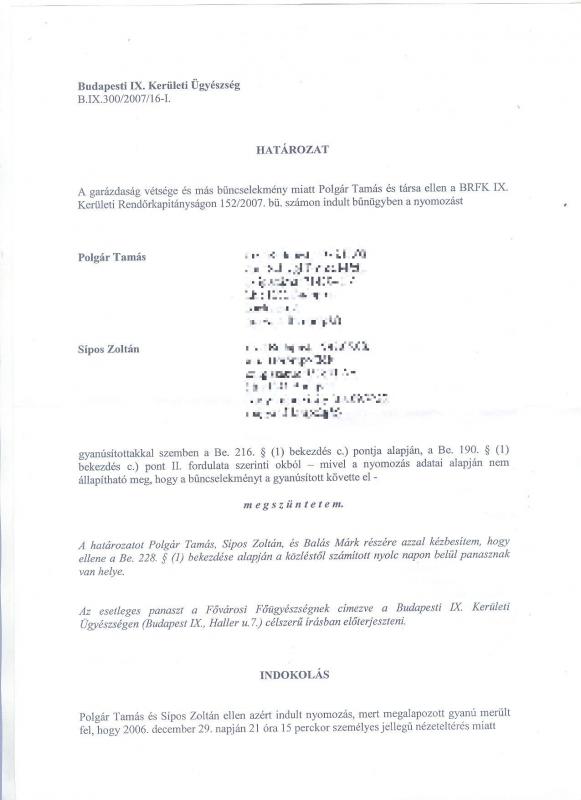 Budapesti IX. Kerületi Ügyészség
B.IX.300/2007/16-I.
HATÁROZAT
A garázdaság vétsége és más bűncselekmény miatt Polgár Tamás és társa ellen a BRFK IX.
Kerületi Rendőrkapitányságon 152/2007. bü. számon indult bűnügyben a nyomozást
Polgár Tamás
Sípos Zoltán
gyanúsítottakkal szemben a Be. 216. § (1) bekezdés c.) pontja alapján, a Be. 190. § (1)
bekezdés c.) pont II. fordulata szerinti okból – mivel a nyomozás adatai alapján nem
állapítható meg, hogy a bűncselekményt a gyanúsított követte el -
megszüntetem.
A határozatot Polgár Tamás, Sípos Zoltán, és Balás Márk részére azzal kézbesítem, hogy
ellene a Be. 228. § (1) bekezdése alapján a közléstől számított nyolc napon belül panasznak
van helye.
Az esetleges panaszt a Fővárosi Főügyészségnek címezve a Budapesti IX. Kerületi
Ügyészségen (Budapest IX., Haller u.7.) célszerű írásban előterjeszteni.
INDOKOLÁS
Polgár Tamás és Sípos Zoltán ellen azért indult nyomozás, mert megalapozott gyanú merült
fel, hogy 2006. december 29. napján 21 óra 15 perckor személyes jellegű nézeteltérés miatt